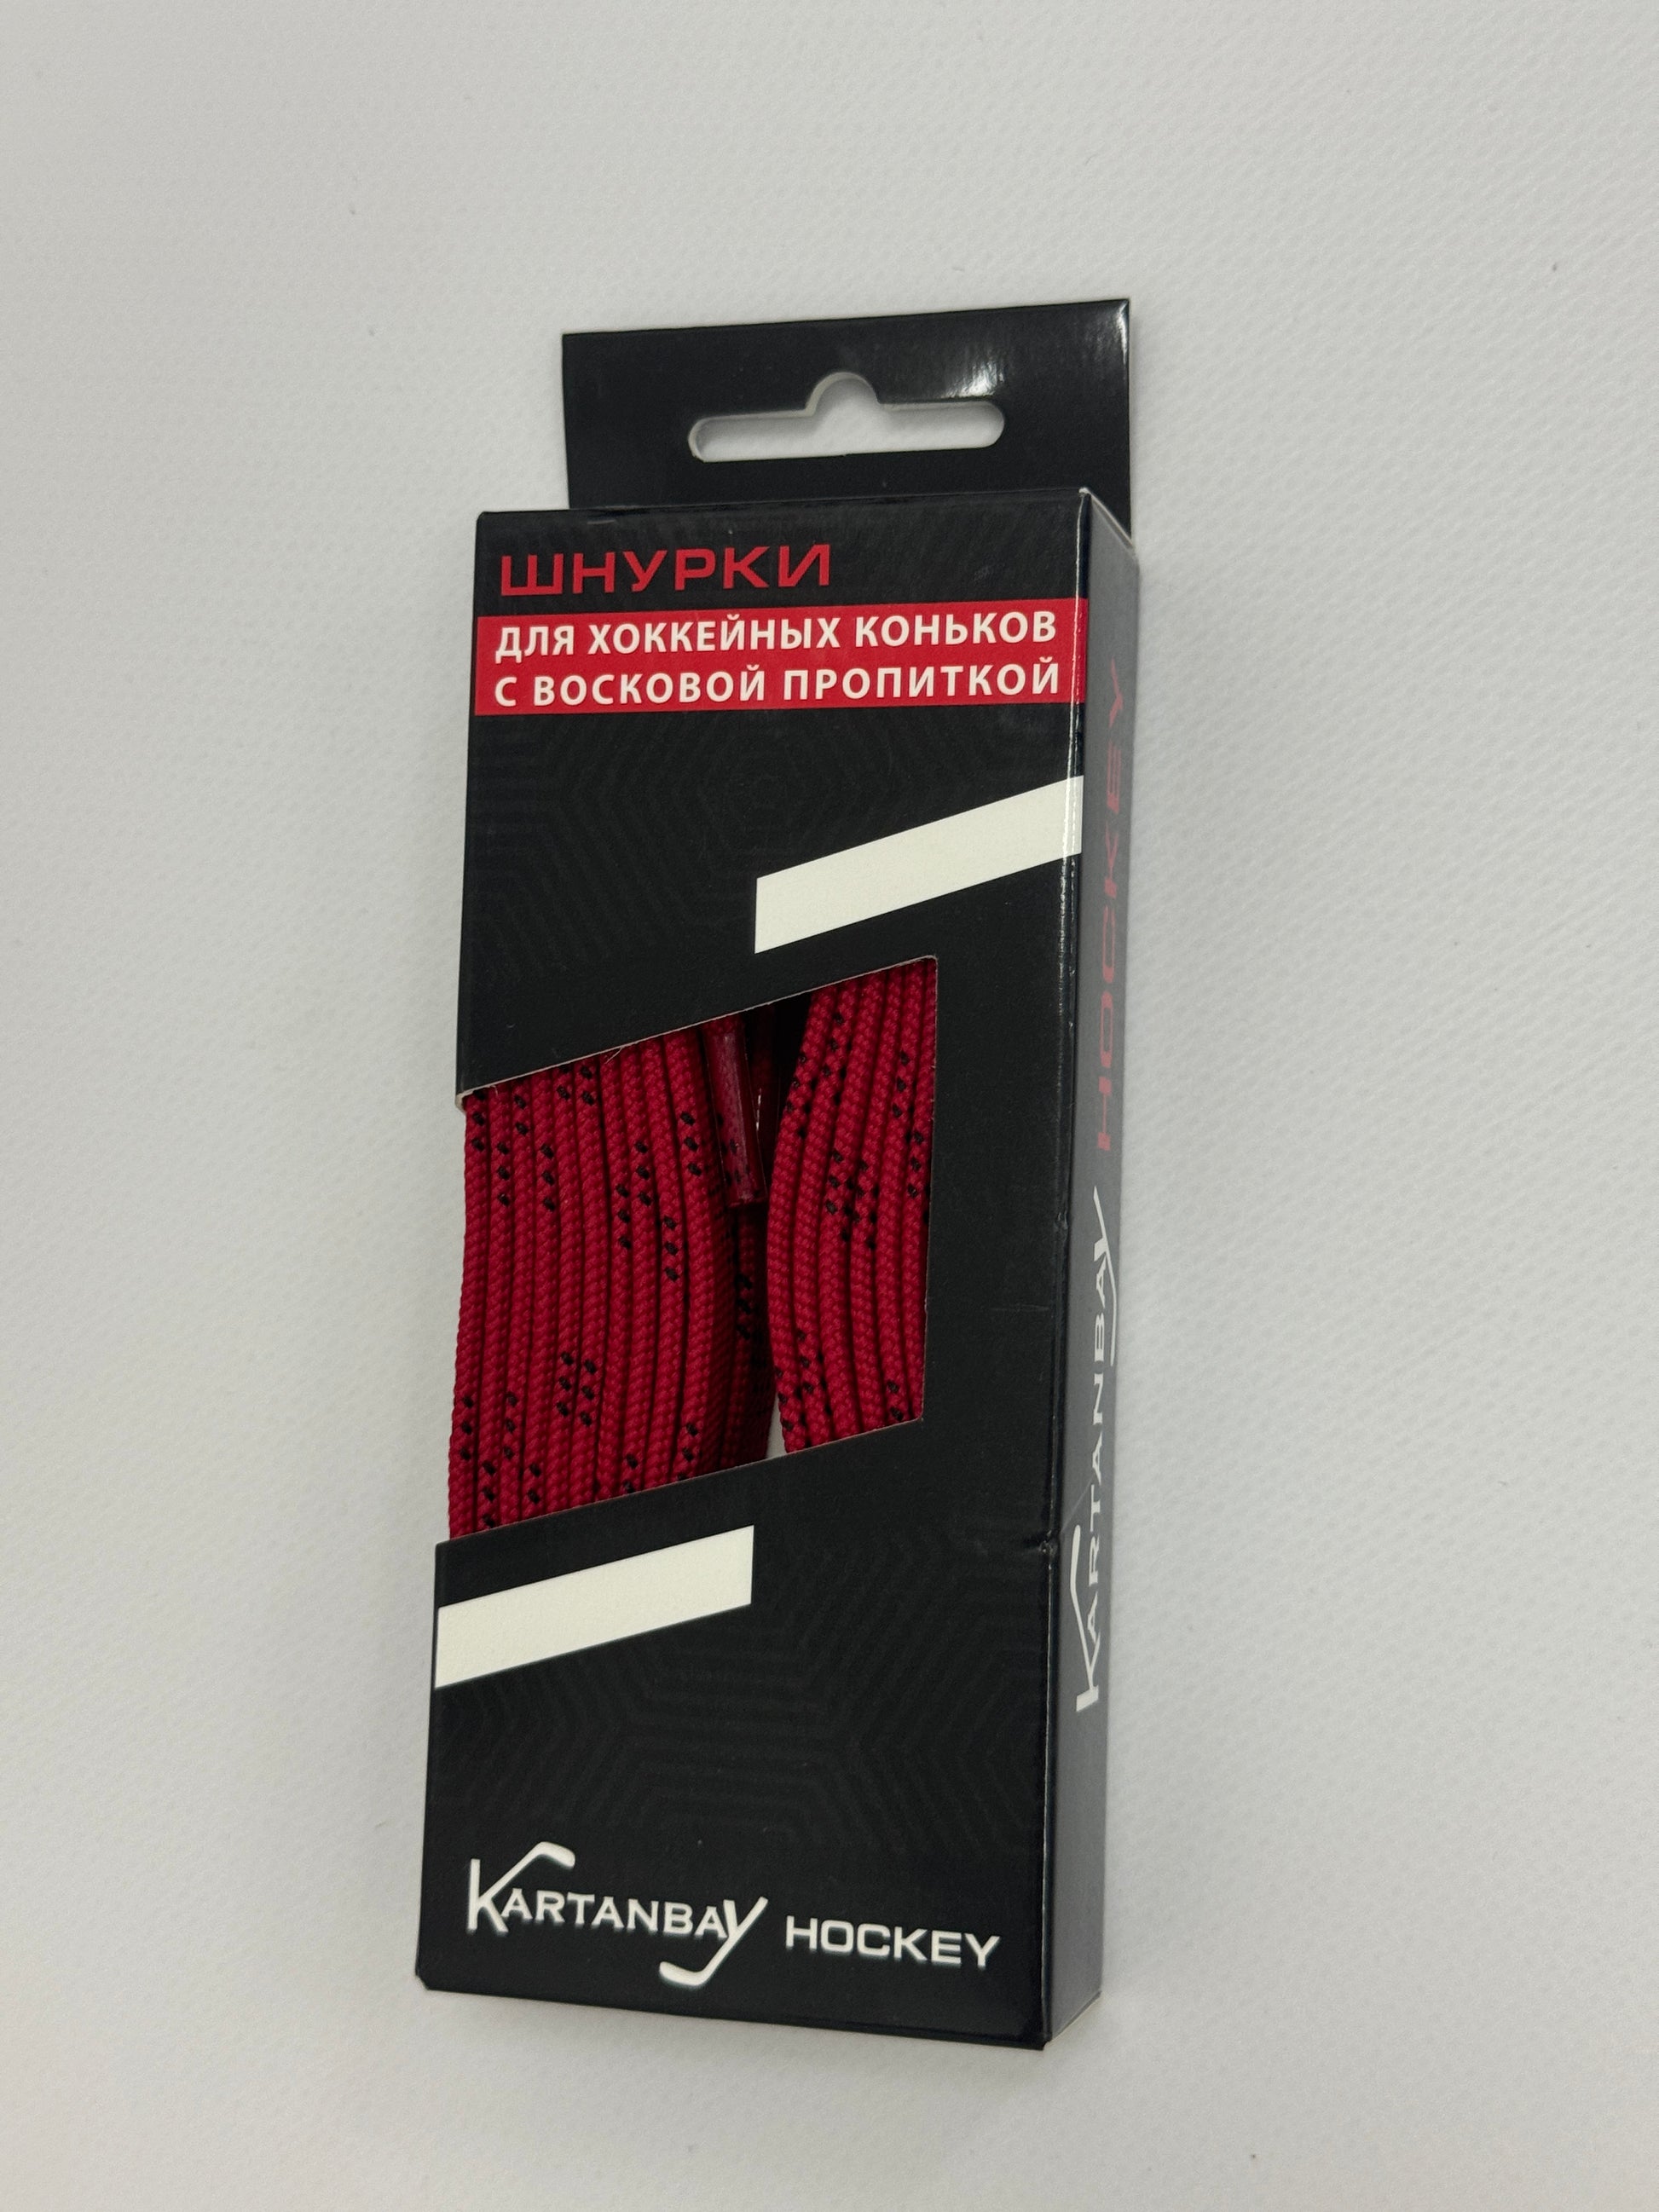 ШНУРКИ
ДЛЯ ХОККЕЙНЫХ КОНЬКОВ
С ВОСКОВОЙ ПРОПИТКОЙ
KARTANBAY HOCKEY
KARTANBAY HOCKEY